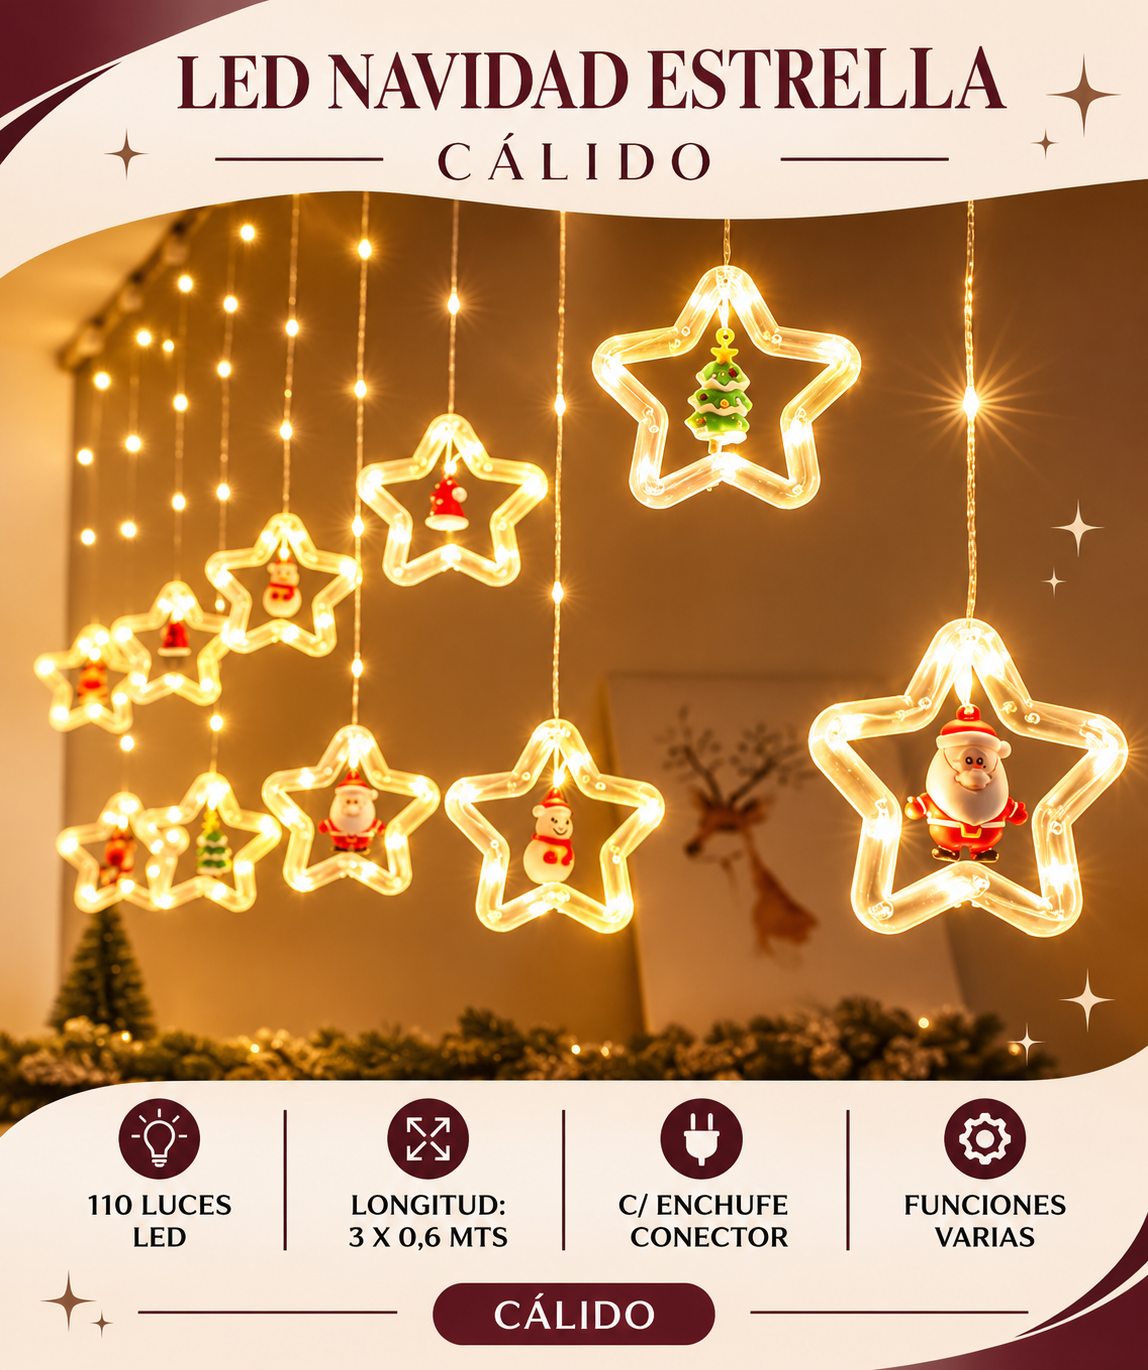 LED NAVIDAD ESTRELLA
CÁLIDO
110 LUCES
LED
LONGITUD:
3 X 0,6 MTS
C/ ENCHUFE
CONECTOR
FUNCIONES
VARIAS
CÁLIDO